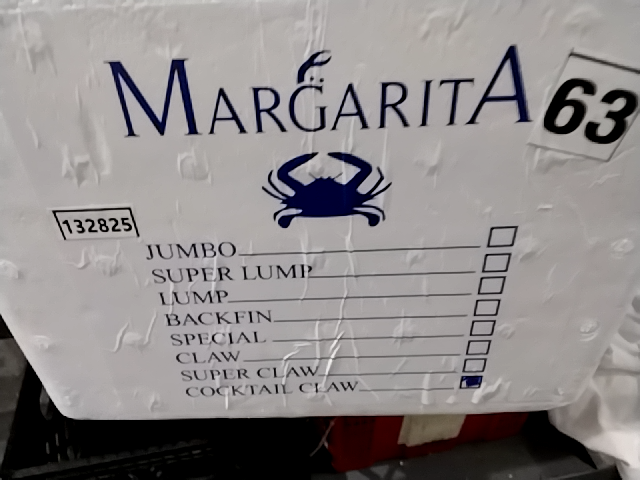 MARGARITA
63
132825
JUMBO
SUPER LUMP
LUMP
BACKFIN
SPECIAL
CLAW
SUPER CLAW
COCKTAIL CLAW